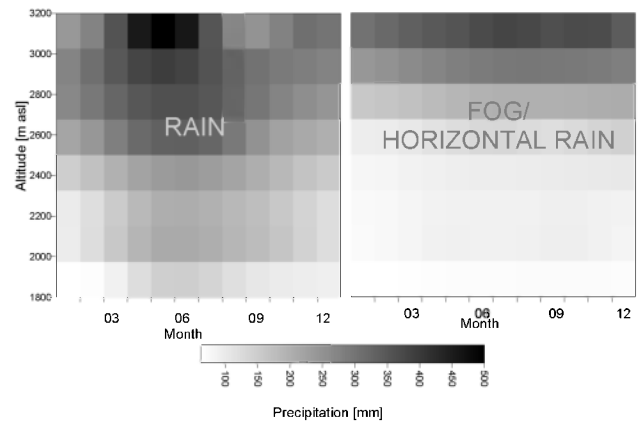 3200
3000
2800
2600
2400
2200
2000
1800
Altitude [m asl]
RAIN
FOG/
HORIZONTAL RAIN
03 06 09 12
Month
03 06 09 12
Month
100 150 200 250 300 350 400 450 500
Precipitation [mm]